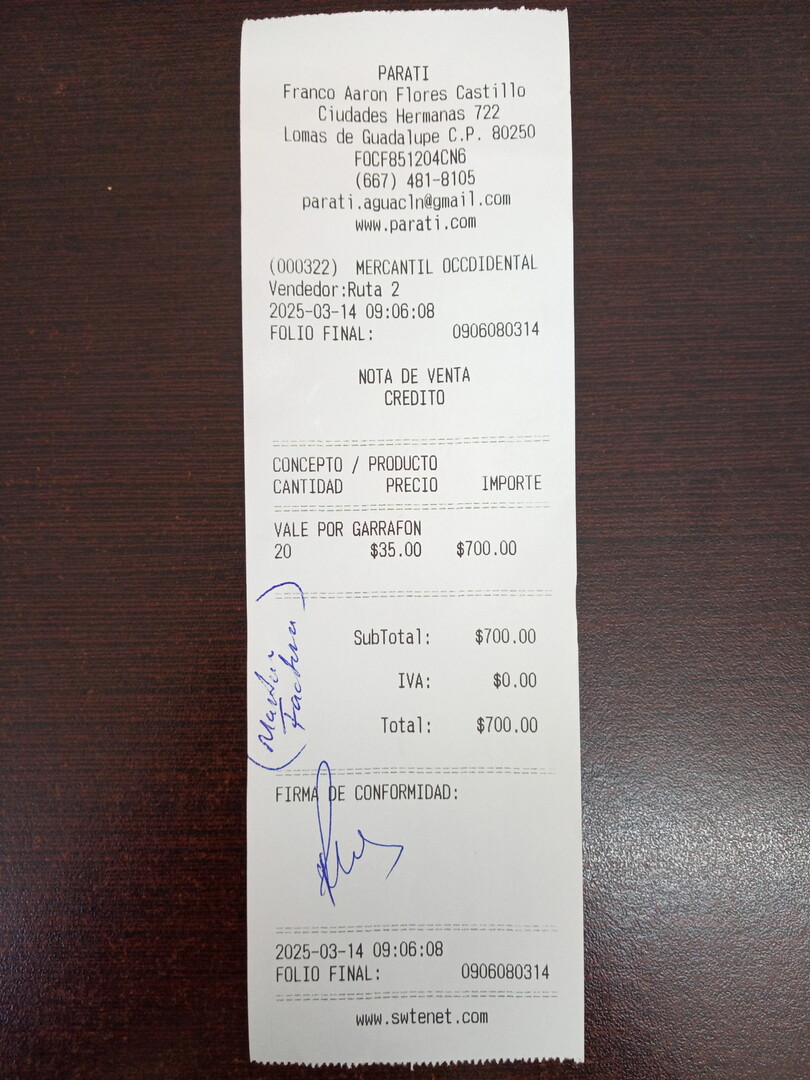 PARATI
Franco Aaron Flores Castillo
Ciudades Hermanas 722
Lomas de Guadalupe C.P. 80250
FOCF851204CN6
(667) 481-8105
parati.aguacln@gmail.com
www.parati.com
(000322) MERCANTIL OCCDIDENTAL
Vendedor:Ruta 2
2025-03-14 09:06:08
FOLIO FINAL: 0906080314
NOTA DE VENTA
CREDITO
CONCEPTO / PRODUCTO
CANTIDAD PRECIO IMPORTE
VALE POR GARRAFON
20 $35.00 $700.00
SubTotal: $700.00
IVA: $0.00
Total: $700.00
Factura
FIRMA DE CONFORMIDAD:
2025-03-14 09:06:08
FOLIO FINAL: 0906080314
www.swtenet.com